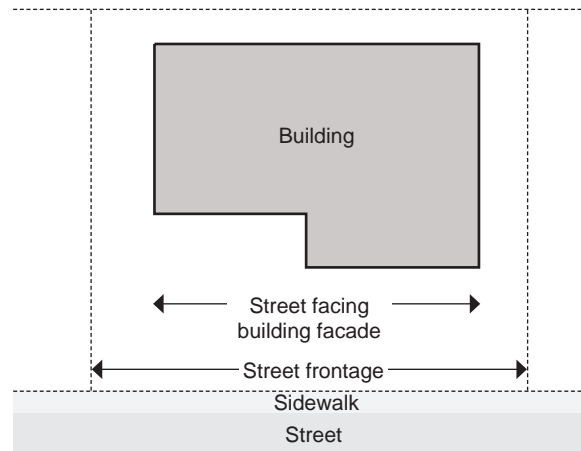 Building
Street facing
building facade
Street frontage
Sidewalk
Street